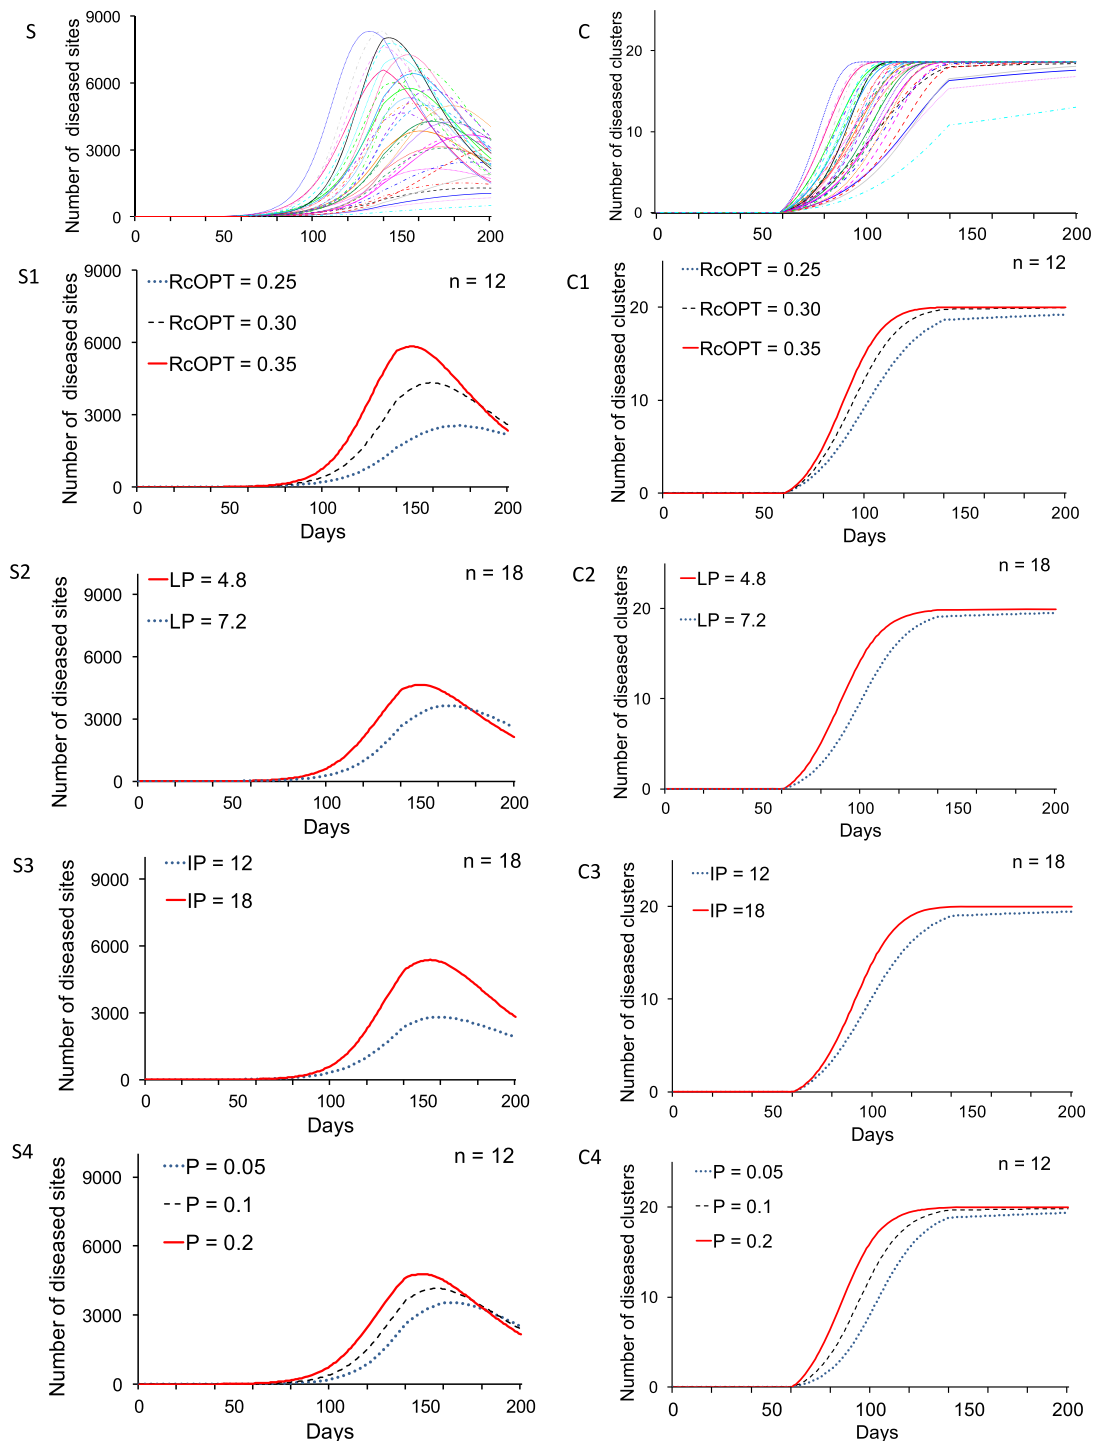 S
Number of diseased sites
9000
6000
3000
0
0 50 100 150 200
C
Number of diseased clusters
20
10
0
0 50 100 150 200
S1
Number of diseased sites
9000
6000
3000
0
RcOPT = 0.25
RcOPT = 0.30
RcOPT = 0.35
n = 12
0 50 100 150 200
Days
C1
Number of diseased clusters
20
10
0
RcOPT = 0.25
RcOPT = 0.30
RcOPT = 0.35
n = 12
0 50 100 150 200
Days
S2
Number of diseased sites
9000
6000
3000
0
LP = 4.8
LP = 7.2
n = 18
0 50 100 150 200
Days
C2
Number of diseased clusters
20
10
0
LP = 4.8
LP = 7.2
n = 18
0 50 100 150 200
Days
S3
Number of diseased sites
9000
6000
3000
0
IP = 12
IP = 18
n = 18
0 50 100 150 200
Days
C3
Number of diseased clusters
20
10
0
IP = 12
IP =18
n = 18
0 50 100 150 200
Days
S4
Number of diseased sites
9000
6000
3000
0
P = 0.05
P = 0.1
P = 0.2
n = 12
0 50 100 150 200
Days
C4
Number of diseased clusters
20
10
0
P = 0.05
P = 0.1
P = 0.2
n = 12
0 50 100 150 200
Days